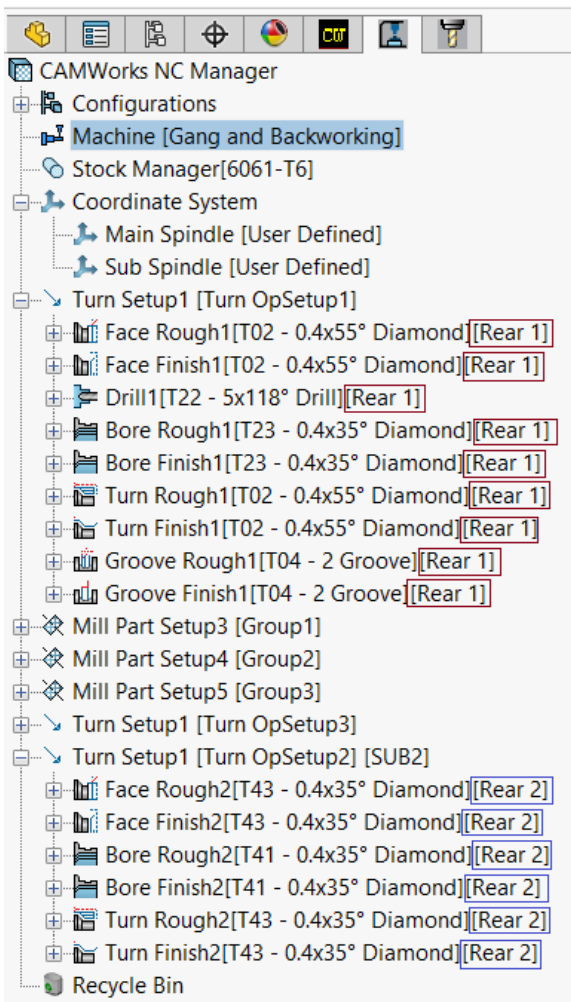 CAMWorks NC Manager
Configurations
Machine [Gang and Backworking]
Stock Manager[6061-T6]
Coordinate System
Main Spindle [User Defined]
Sub Spindle [User Defined]
Turn Setup1 [Turn OpSetup1]
Face Rough1[T02 - 0.4x55° Diamond][Rear 1]
Face Finish1[T02 - 0.4x55° Diamond][Rear 1]
Drill1[T22 - 5x118° Drill][Rear 1]
Bore Rough1[T23 - 0.4x35° Diamond][Rear 1]
Bore Finish1[T23 - 0.4x35° Diamond][Rear 1]
Turn Rough1[T02 - 0.4x55° Diamond][Rear 1]
Turn Finish1[T02 - 0.4x55° Diamond][Rear 1]
Groove Rough1[T04 - 2 Groove][Rear 1]
Groove Finish1[T04 - 2 Groove][Rear 1]
Mill Part Setup3 [Group1]
Mill Part Setup4 [Group2]
Mill Part Setup5 [Group3]
Turn Setup1 [Turn OpSetup3]
Turn Setup1 [Turn OpSetup2] [SUB2]
Face Rough2[T43 - 0.4x35° Diamond][Rear 2]
Face Finish2[T43 - 0.4x35° Diamond][Rear 2]
Bore Rough2[T41 - 0.4x35° Diamond][Rear 2]
Bore Finish2[T41 - 0.4x35° Diamond][Rear 2]
Turn Rough2[T43 - 0.4x35° Diamond][Rear 2]
Turn Finish2[T43 - 0.4x35° Diamond][Rear 2]
Recycle Bin